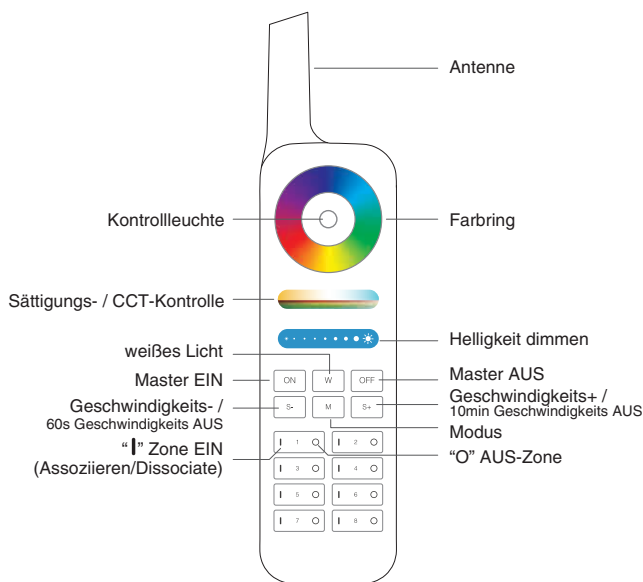 Antenne
Kontrollleuchte
Farbring
Sättigungs- / CCT-Kontrolle
Helligkeit dimmen
weißes Licht
Master EIN
Master AUS
Geschwindigkeits- /
60s Geschwindigkeits AUS
Geschwindigkeits+ /
10min Geschwindigkeits AUS
Modus
“I” Zone EIN
(Assoziieren/Dissociate)
“O” AUS-Zone
ON W OFF
S- M S+
I 1 O I 2 O
I 3 O I 4 O
I 5 O I 6 O
I 7 O I 8 O